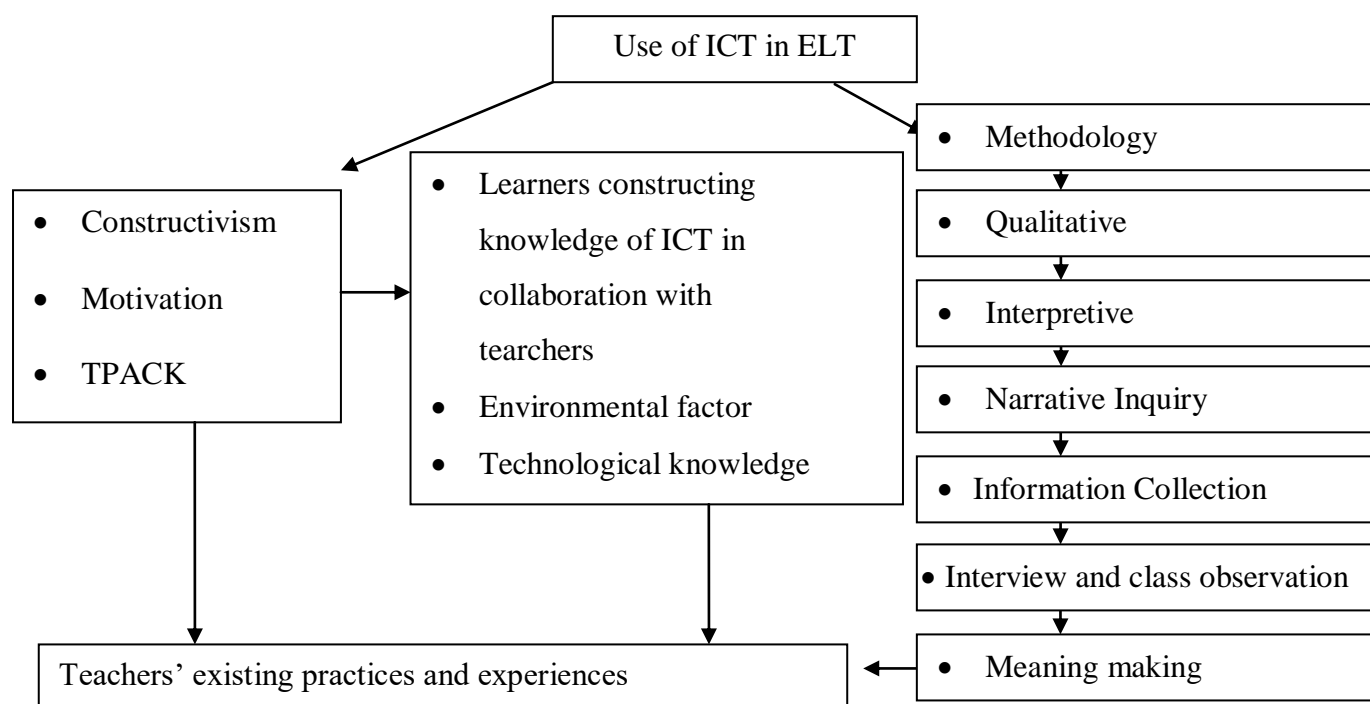 Use of ICT in ELT
• Constructivism
• Motivation
• TPACK
• Learners constructing
knowledge of ICT in
collaboration with
tearchers
• Environmental factor
• Technological knowledge
• Methodology
• Qualitative
• Interpretive
• Narrative Inquiry
• Information Collection
• Interview and class observation
• Meaning making
Teachers’ existing practices and experiences